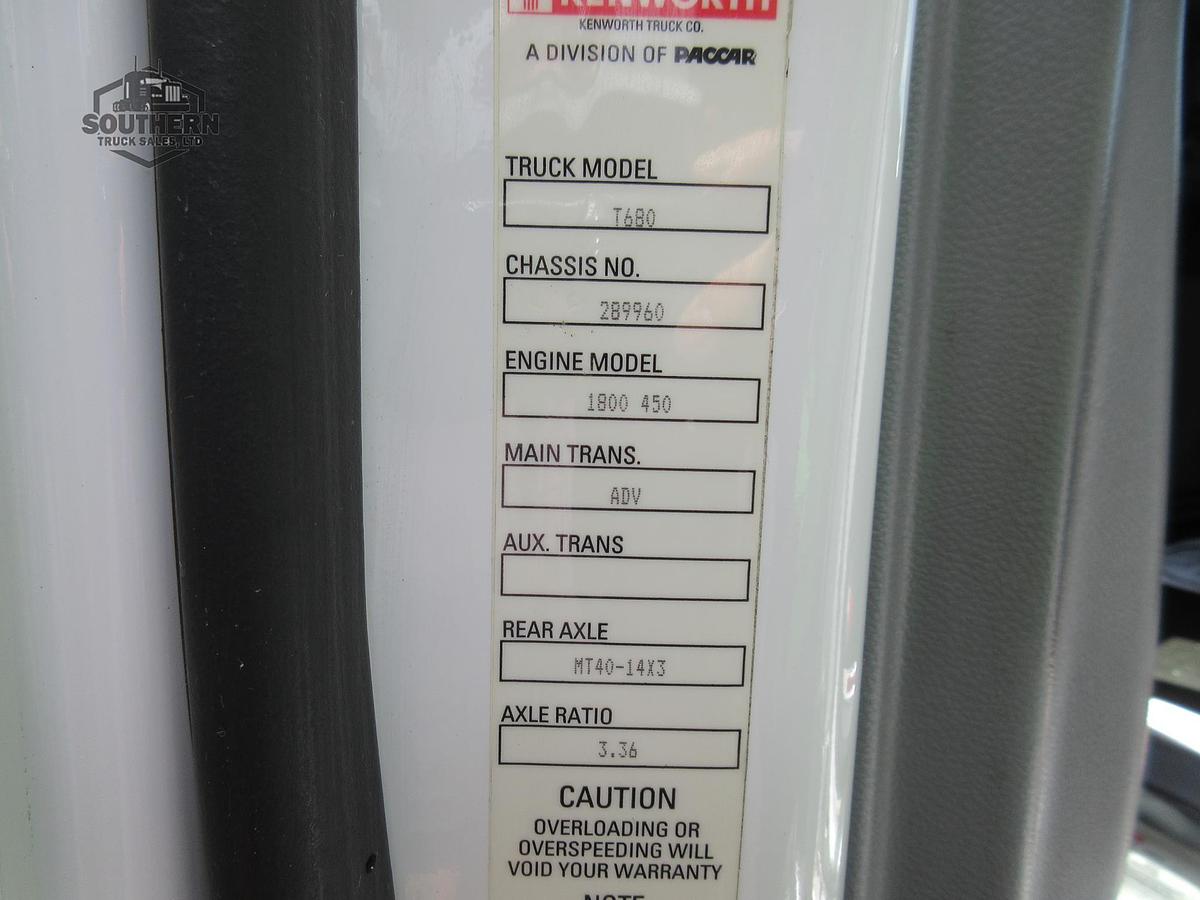 KENWORTH
KENWORTH TRUCK CO.
A DIVISION OF PACCAR
SOUTHERN
TRUCK SALES, LTD
TRUCK MODEL
T680
CHASSIS NO.
289960
ENGINE MODEL
1800 450
MAIN TRANS.
ADV
AUX. TRANS
REAR AXLE
MT40-14X3
AXLE RATIO
3.36
CAUTION
OVERLOADING OR
OVERSPEEDING WILL
VOID YOUR WARRANTY
NOTE